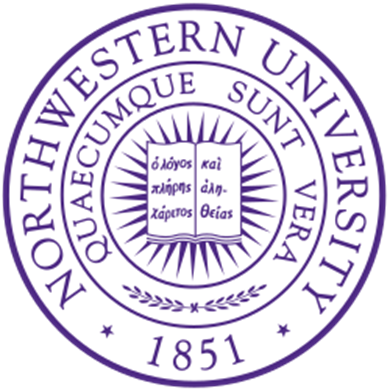 NORTHWESTERN UNIVERSITY
QUAECUMQUE SUNT VERA
ὁ λόγος
πλήρης
χάριτος
καὶ
ἀλη-
θείας
1851